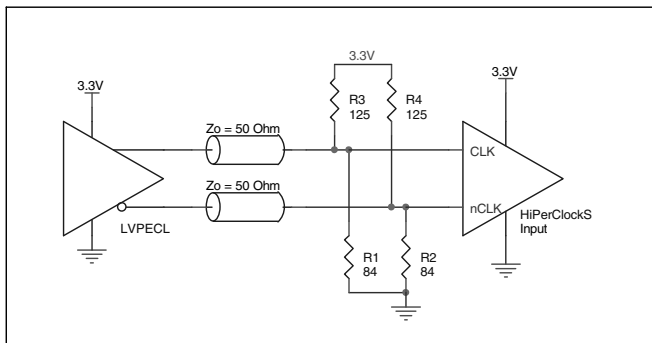 3.3V
3.3V
3.3V
R3
125
R4
125
Zo = 50 Ohm
CLK
Zo = 50 Ohm
nCLK
HiPerClockS
Input
LVPECL
R1
84
R2
84